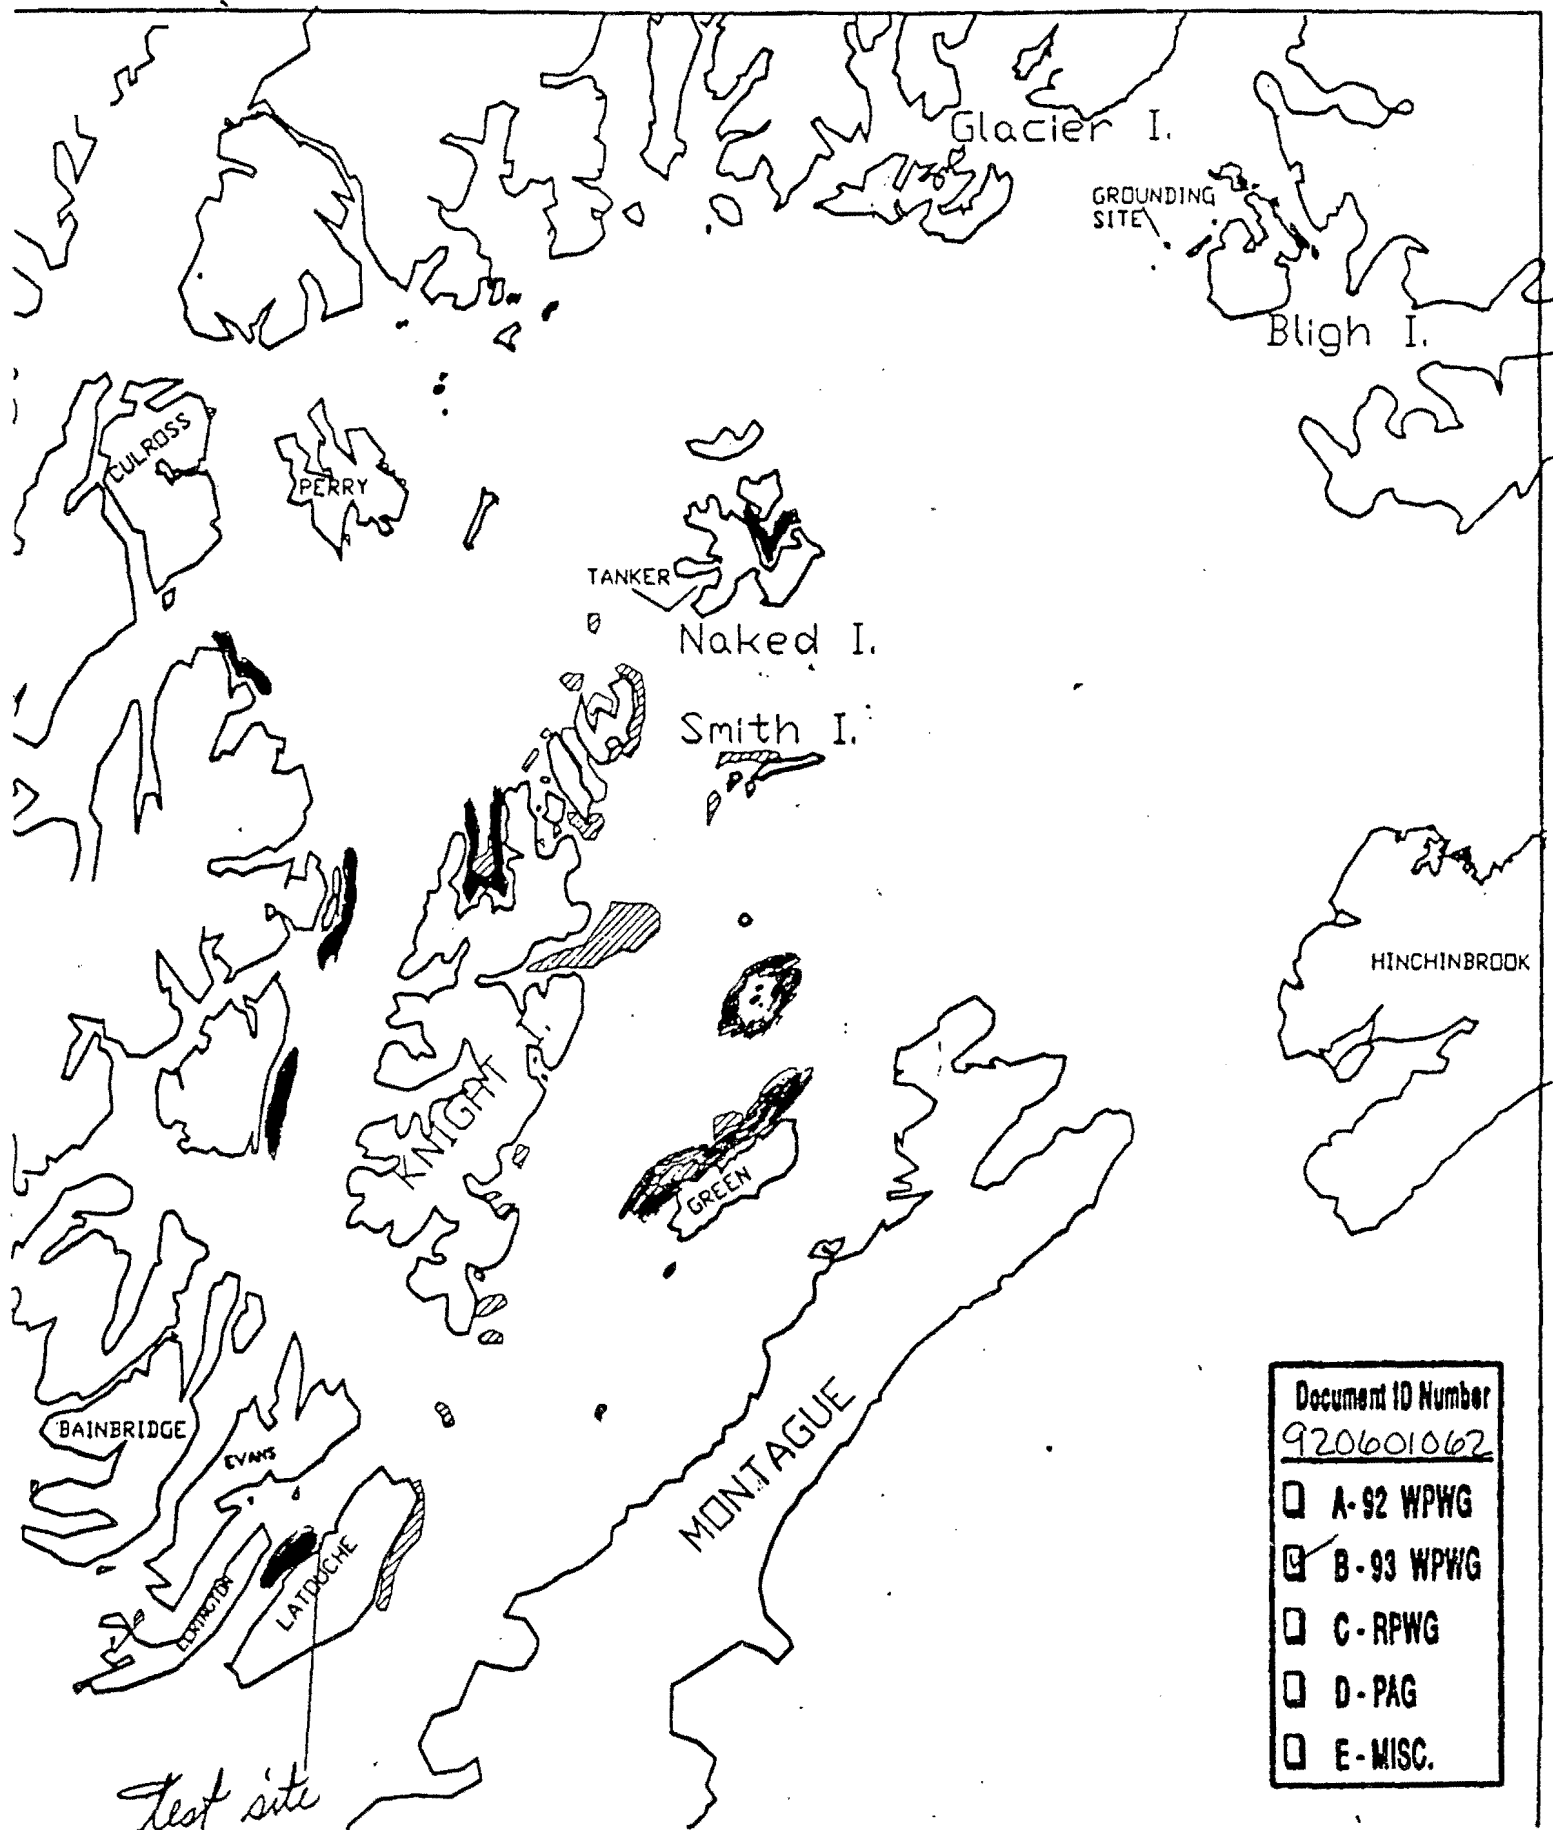 Glacier I.
GROUNDING
SITE
Bligh I.
CULROSS
PERRY
TANKER
Naked I.
Smith I.
HINCHINBROOK
KNIGHT
GREEN
BAINBRIDGE
EVANS
MONTAGUE
LATOUCHE
test site
Document ID Number
920601062
A-92 WPWG
B-93 WPWG
C-RPWG
D-PAG
E-MISC.